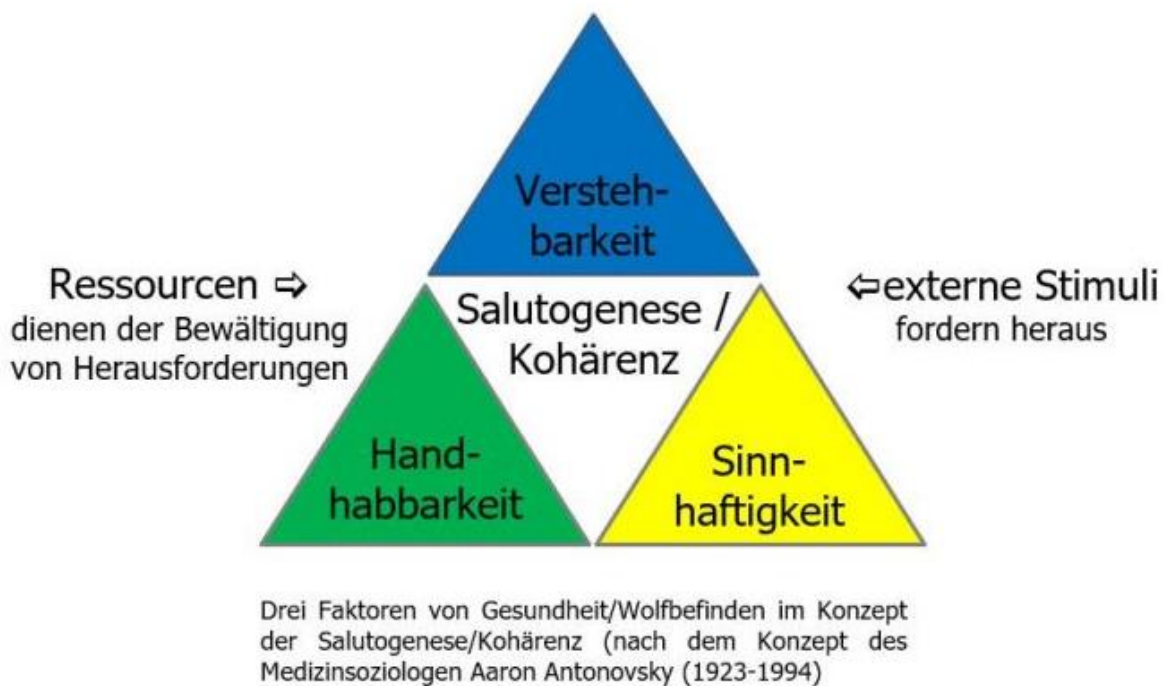 Versteh-
barkeit
Ressourcen ⇨
dienen der Bewältigung
von Herausforderungen
Salutogenese /
Kohärenz
⇦externe Stimuli
fordern heraus
Hand-
habbarkeit
Sinn-
haftigkeit
Drei Faktoren von Gesundheit/Wolfbefinden im Konzept
der Salutogenese/Kohärenz (nach dem Konzept des
Medizinsoziologen Aaron Antonovsky (1923-1994)